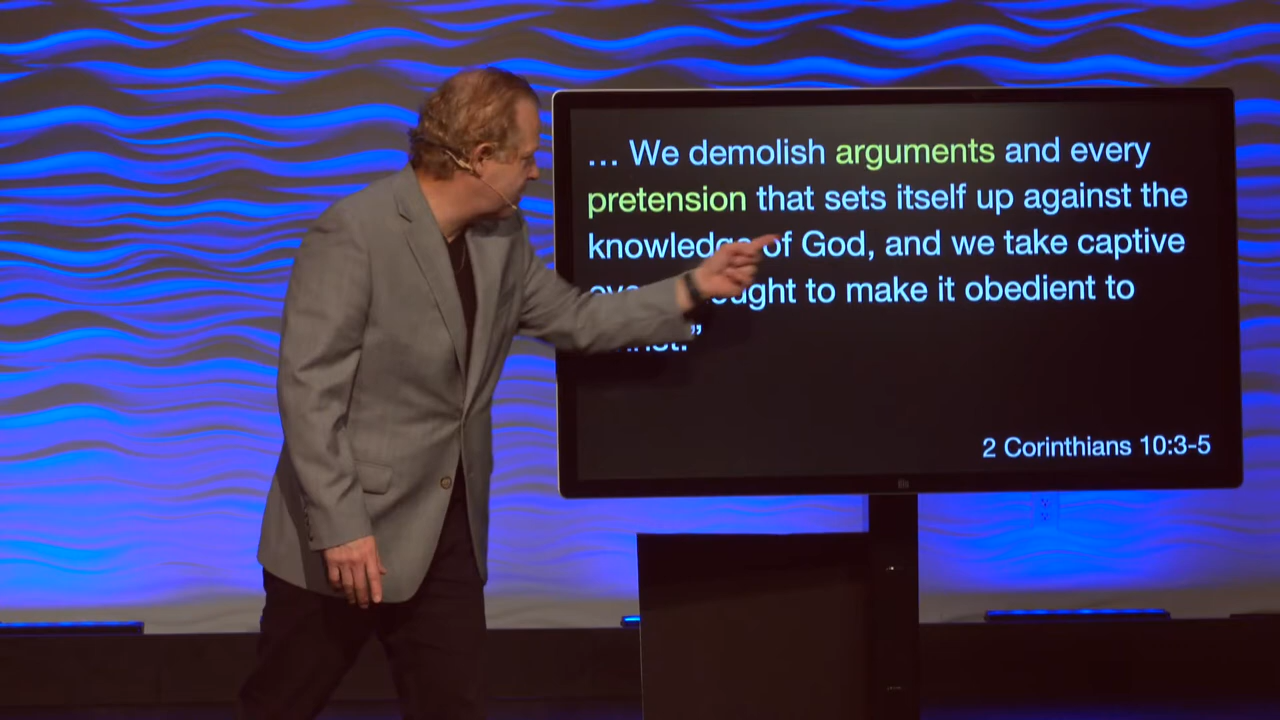 ... We demolish arguments and every
pretension that sets itself up against the
of God, and we take captive
to make it obedient to
2 Corinthians 10:3-5
elo